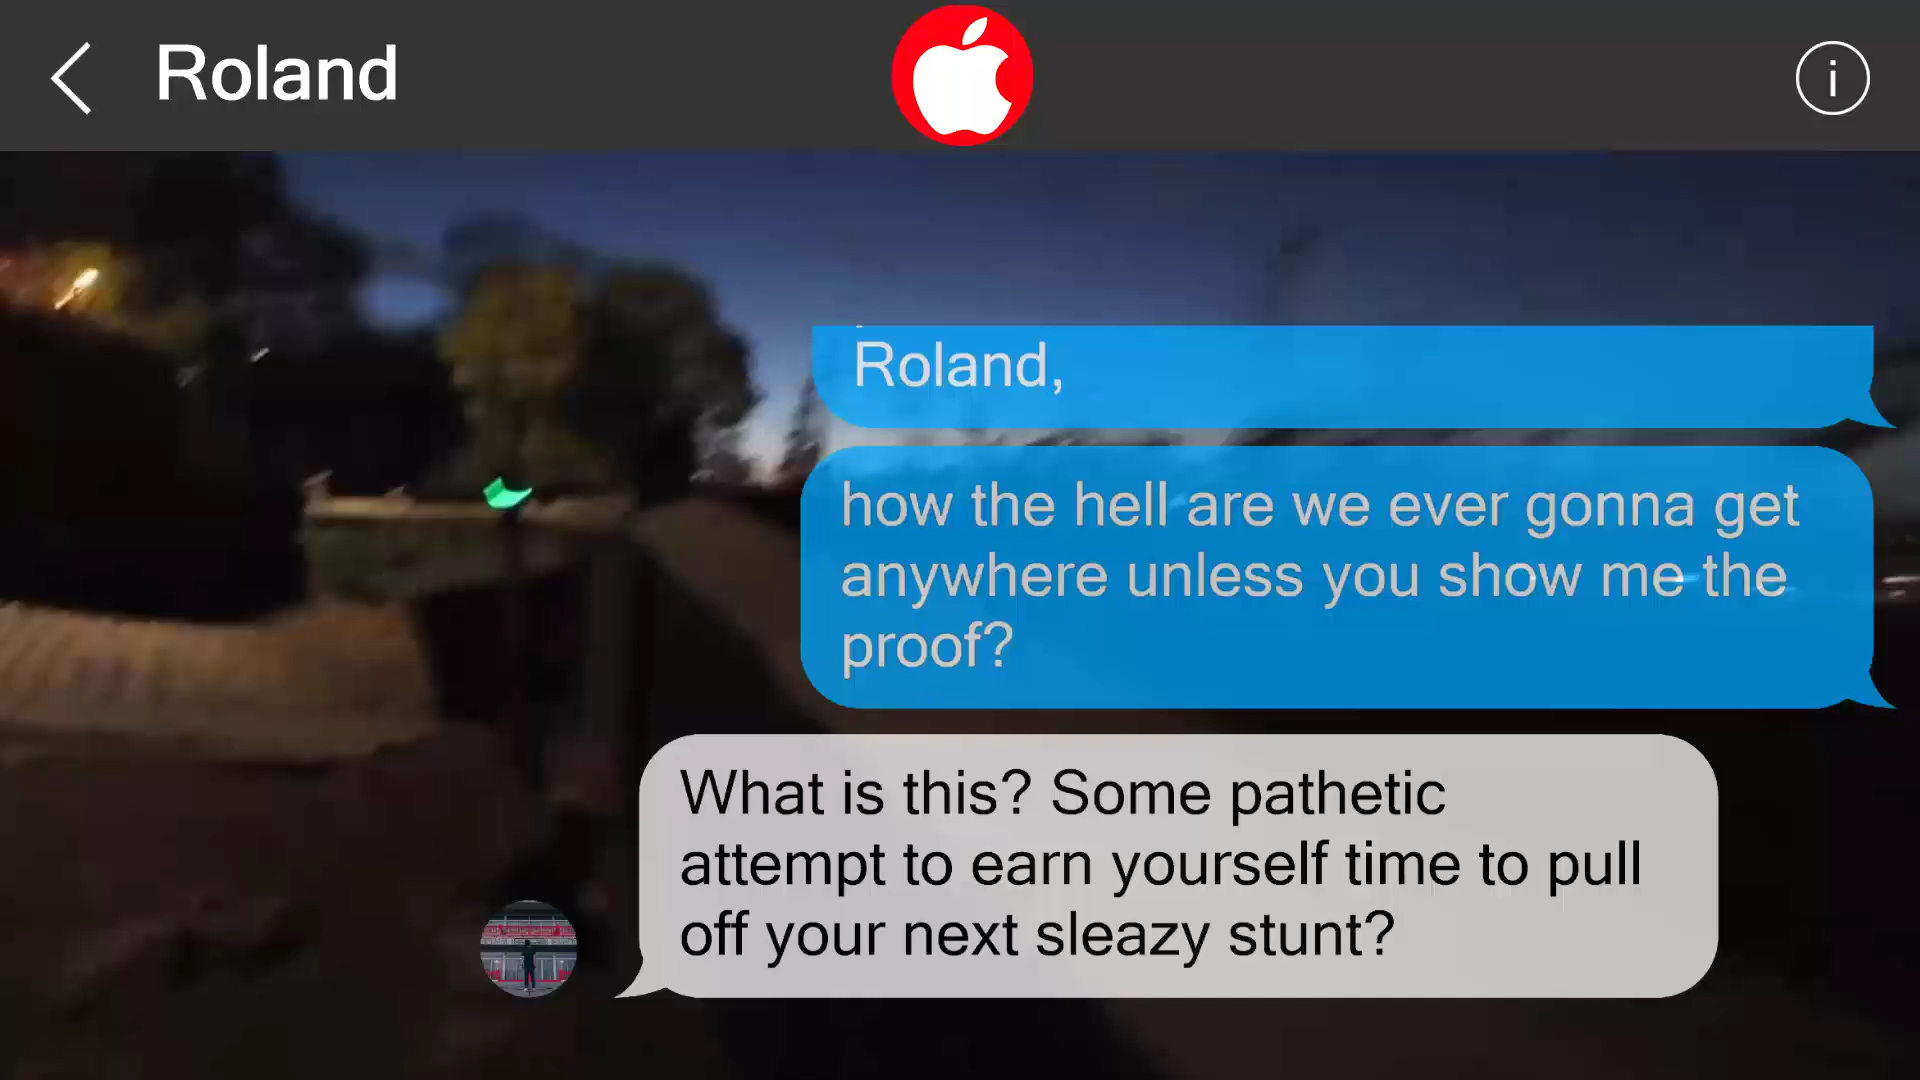 Roland
Roland,
how the hell are we ever gonna get
anywhere unless you show me the
proof?
What is this? Some pathetic
attempt to earn yourself time to pull
off your next sleazy stunt?